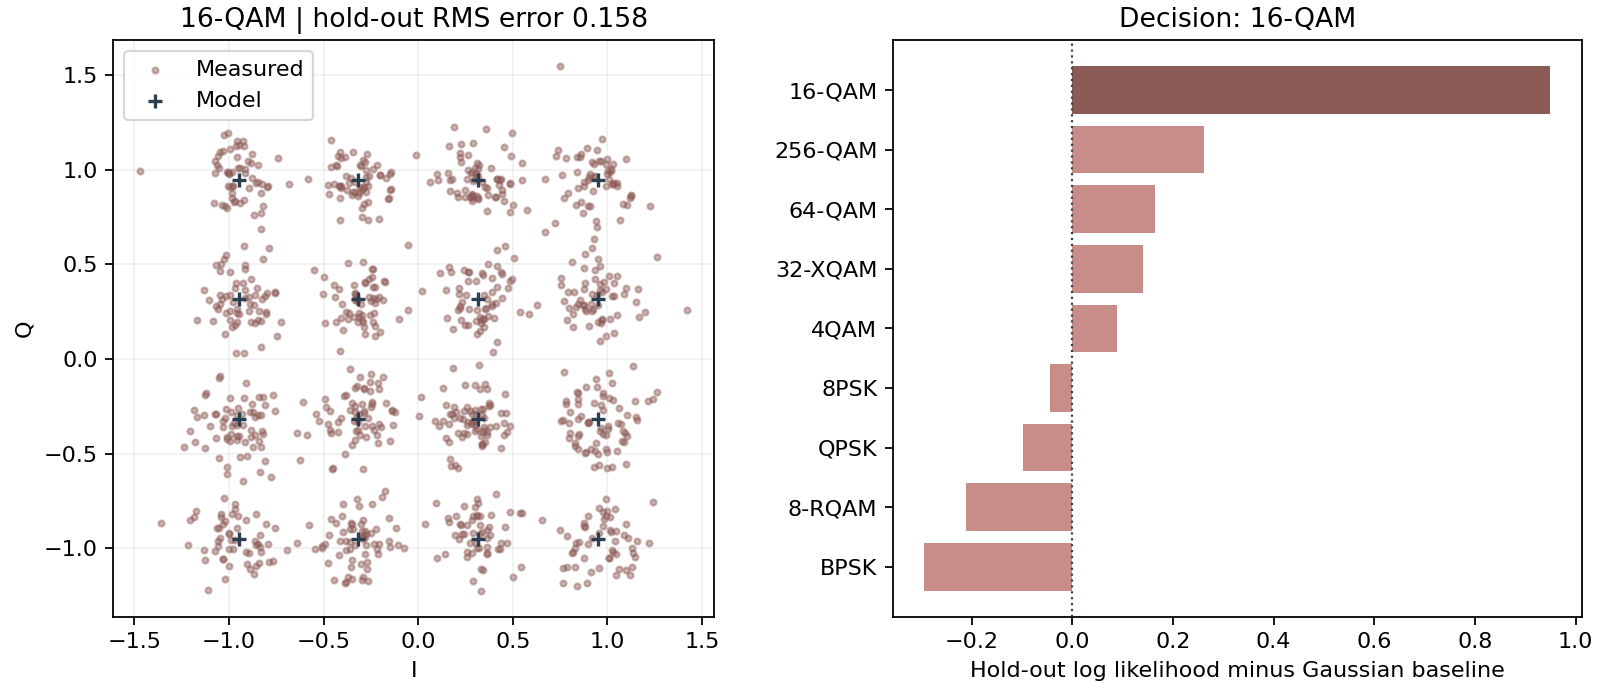 16-QAM | hold-out RMS error 0.158
Measured
Model
1.5
1.0
0.5
0.0
−0.5
−1.0
Q
−1.5
−1.0
−0.5
0.0
0.5
1.0
1.5
I
Decision: 16-QAM
16-QAM
256-QAM
64-QAM
32-XQAM
4QAM
8PSK
QPSK
8-RQAM
BPSK
−0.2
0.0
0.2
0.4
0.6
0.8
1.0
Hold-out log likelihood minus Gaussian baseline